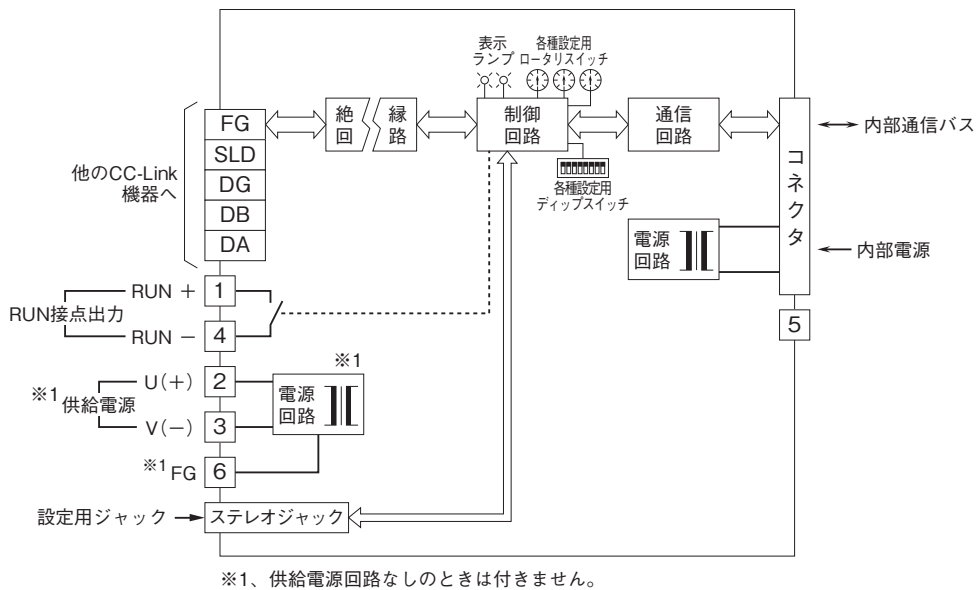 表示
ランプ
各種設定用
ロータリスイッチ
FG
SLD
DG
DB
DA
他のCC-Link
機器へ
絶 縁
回 路
制御
回路
通信
回路
コネクタ
内部通信バス
各種設定用
ディップスイッチ
電源
回路
内部電源
5
RUN接点出力
RUN + 1
RUN − 4
※1
※1 供給電源
U(+) 2
V(−) 3
電源
回路
※1 FG 6
設定用ジャック
ステレオジャック
※1、供給電源回路なしのときは付きません。